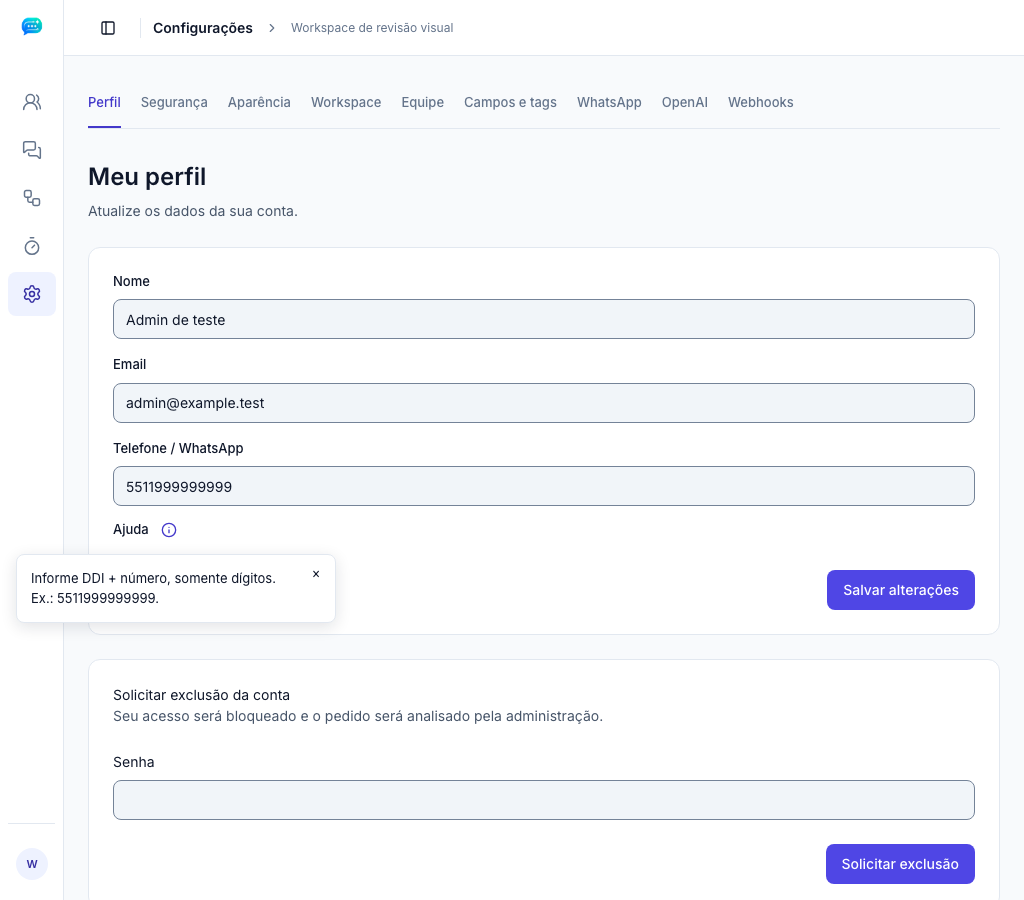 Configurações
Workspace de revisão visual
Perfil
Segurança
Aparência
Workspace
Equipe
Campos e tags
WhatsApp
OpenAI
Webhooks
Meu perfil
Atualize os dados da sua conta.
Nome
Admin de teste
Email
admin@example.test
Telefone / WhatsApp
5511999999999
Ajuda
Informe DDI + número, somente dígitos.
Ex.: 5511999999999.
×
Salvar alterações
Solicitar exclusão da conta
Seu acesso será bloqueado e o pedido será analisado pela administração.
Senha
Solicitar exclusão
W